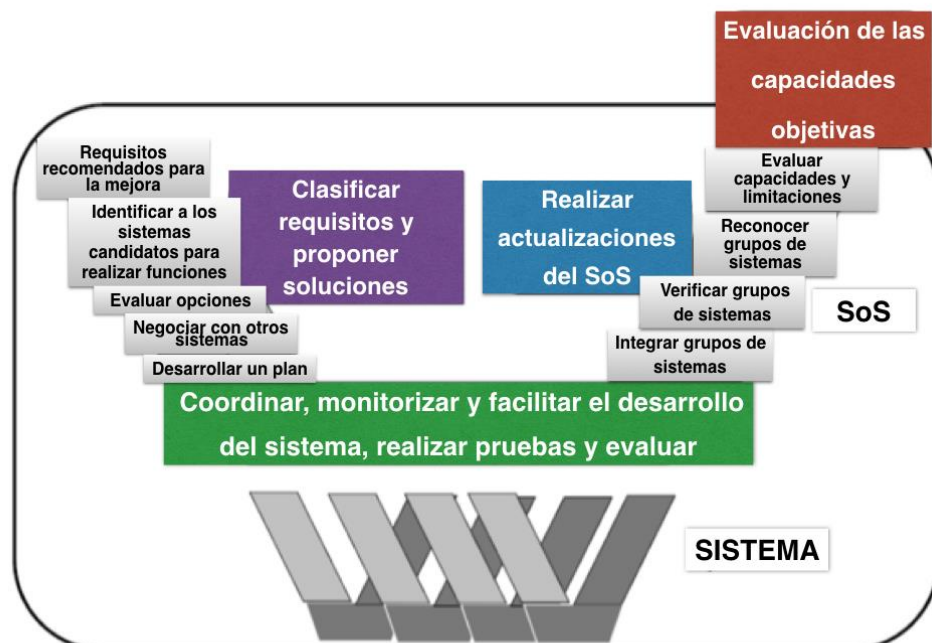 Evaluación de las
capacidades
objetivas
Requisitos
recomendados para
la mejora
Identificar a los
sistemas
candidatos para
realizar funciones
Evaluar opciones
Negociar con otros
sistemas
Desarrollar un plan
Clasificar
requisitos y
proponer
soluciones
Realizar
actualizaciones
del SoS
Evaluar
capacidades y
limitaciones
Reconocer
grupos de
sistemas
Verificar grupos
de sistemas
Integrar grupos de
sistemas
SoS
Coordinar, monitorizar y facilitar el desarrollo
del sistema, realizar pruebas y evaluar
SISTEMA